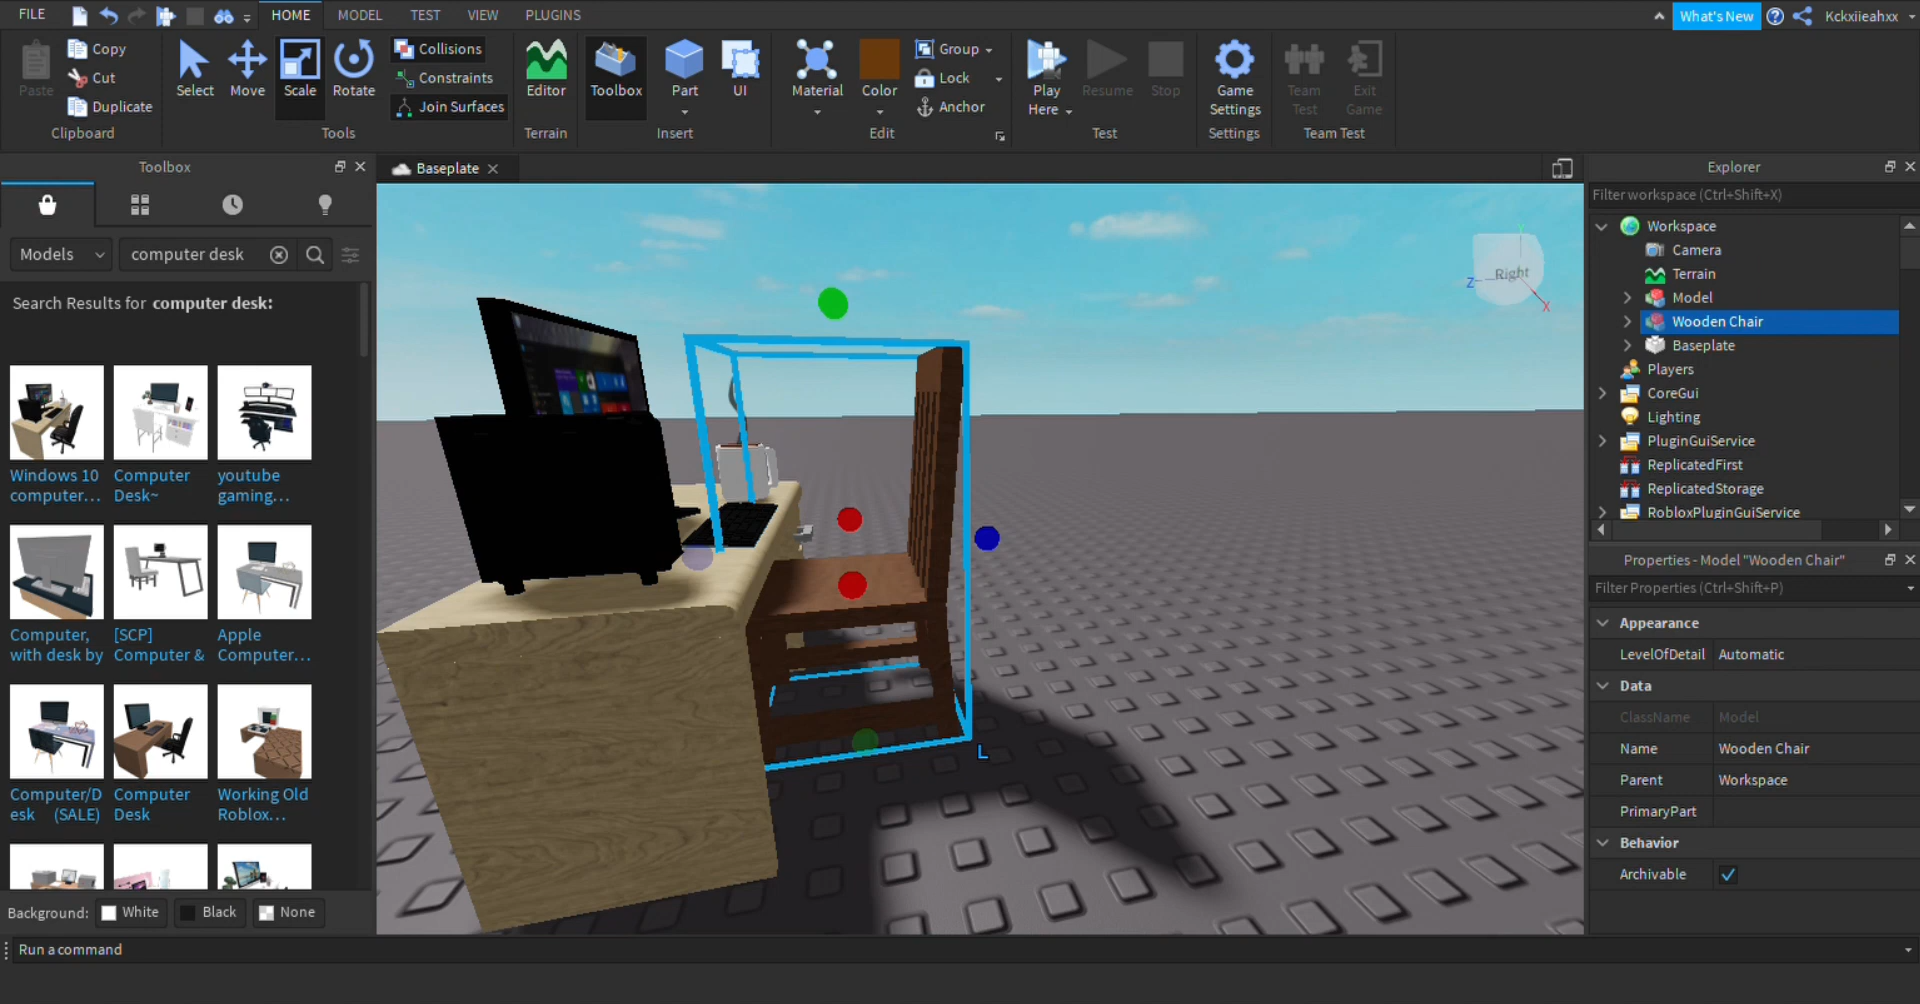 FILE HOME MODEL TEST VIEW PLUGINS What's New Kckxiieahxx
Copy Collisions Group
Cut Constraints Lock
Paste Select Move Scale Rotate Editor Toolbox Part UI Material Color Play Resume Stop Game Team Exit
Duplicate Join Surfaces Anchor Here Settings Test Game
Clipboard Tools Terrain Insert Edit Test Settings Team Test
Toolbox
Models computer desk
Search Results for computer desk:
Windows 10 Computer youtube
computer... Desk~ gaming...
Computer, [SCP] Apple
with desk by Computer & Computer...
Computer/D Computer Working Old
esk (SALE) Desk Roblox...
Background: White Black None
Run a command
Baseplate
Right
Z
Y
X
L
Explorer
Filter workspace (Ctrl+Shift+X)
Workspace
Camera
Terrain
Model
Wooden Chair
Baseplate
Players
CoreGui
Lighting
PluginGuiService
ReplicatedFirst
ReplicatedStorage
RobloxPluginGuiService
Properties - Model "Wooden Chair"
Filter Properties (Ctrl+Shift+P)
Appearance
LevelOfDetail Automatic
Data
ClassName Model
Name Wooden Chair
Parent Workspace
PrimaryPart
Behavior
Archivable